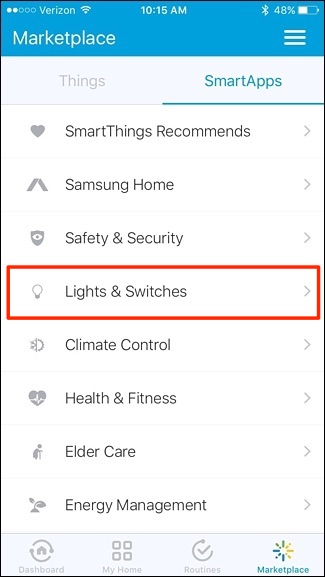 Verizon 10:15 AM 48%
Marketplace
Things SmartApps
SmartThings Recommends
Samsung Home
Safety & Security
Lights & Switches
Climate Control
Health & Fitness
Elder Care
Energy Management
Dashboard My Home Routines Marketplace